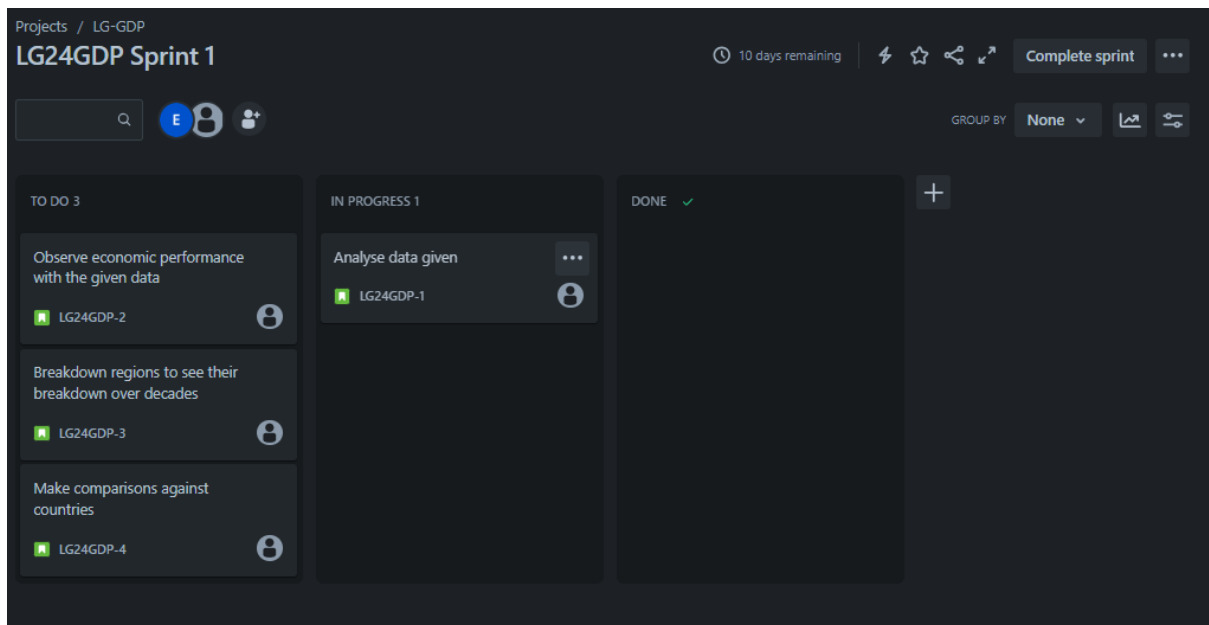 Projects / LG-GDP
LG24GDP Sprint 1
10 days remaining
Complete sprint
E
GROUP BY
None
TO DO 3
Observe economic performance
with the given data
LG24GDP-2
Breakdown regions to see their
breakdown over decades
LG24GDP-3
Make comparisons against
countries
LG24GDP-4
IN PROGRESS 1
Analyse data given
LG24GDP-1
DONE